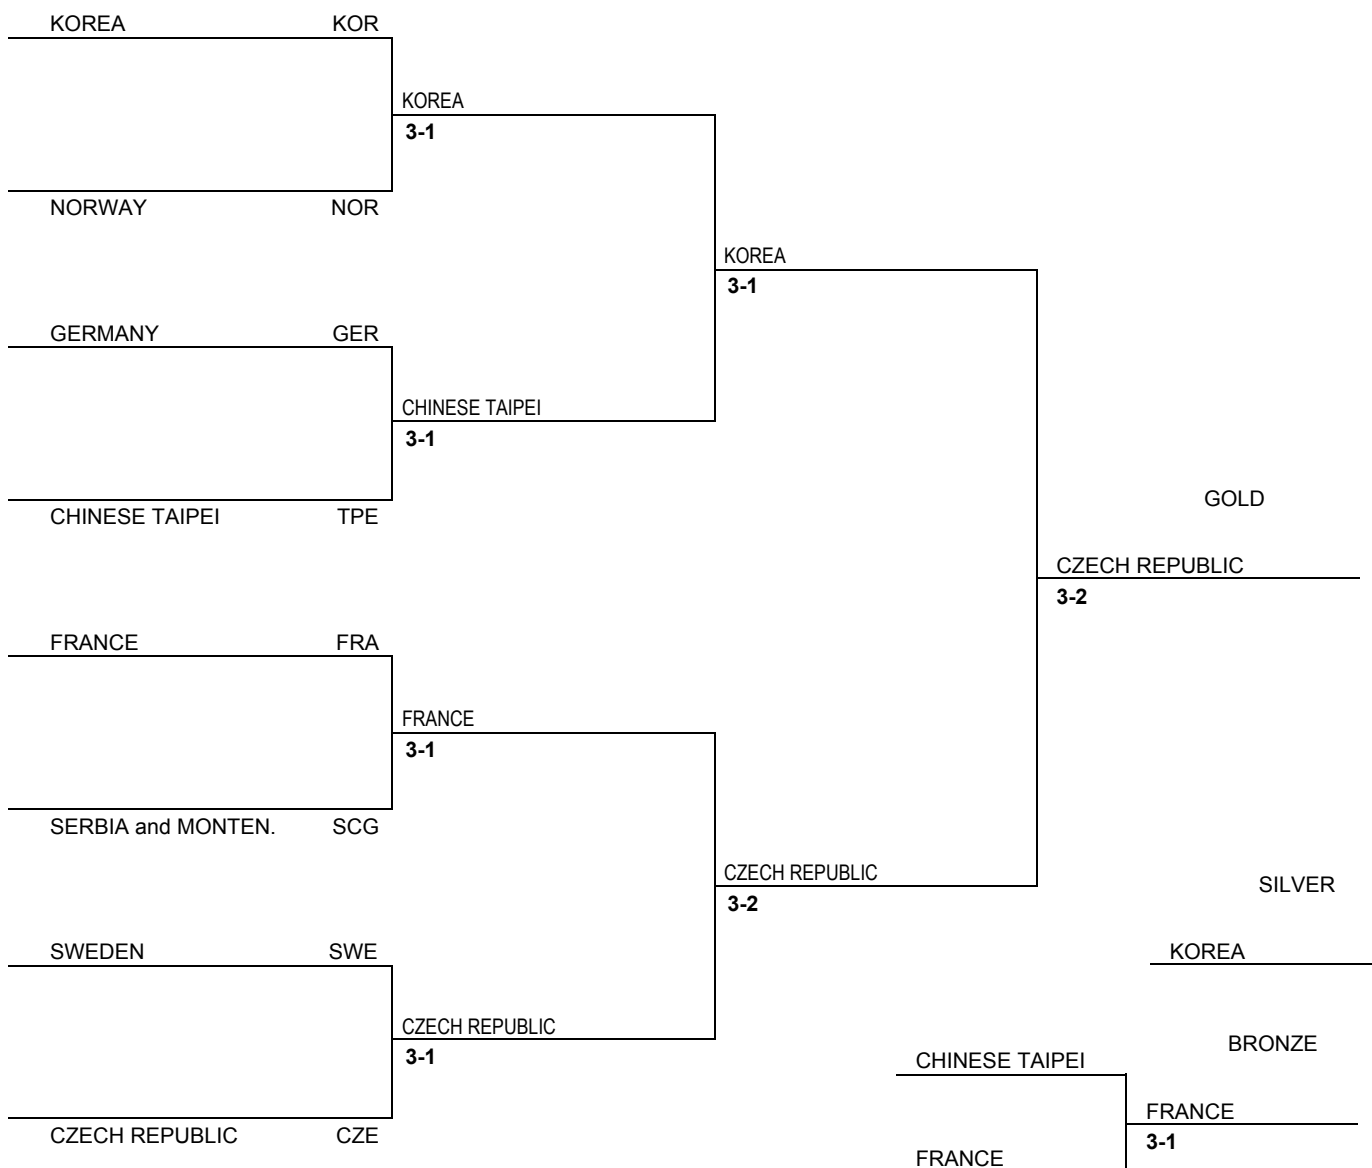 KOREA KOR
KOREA
3-1
NORWAY NOR
KOREA
3-1
GERMANY GER
CHINESE TAIPEI
3-1
CHINESE TAIPEI TPE
GOLD
CZECH REPUBLIC
3-2
FRANCE FRA
FRANCE
3-1
SERBIA and MONTEN. SCG
CZECH REPUBLIC
3-2
SILVER
SWEDEN SWE
KOREA
CZECH REPUBLIC
3-1
BRONZE
CHINESE TAIPEI
FRANCE
3-1
CZECH REPUBLIC CZE
FRANCE